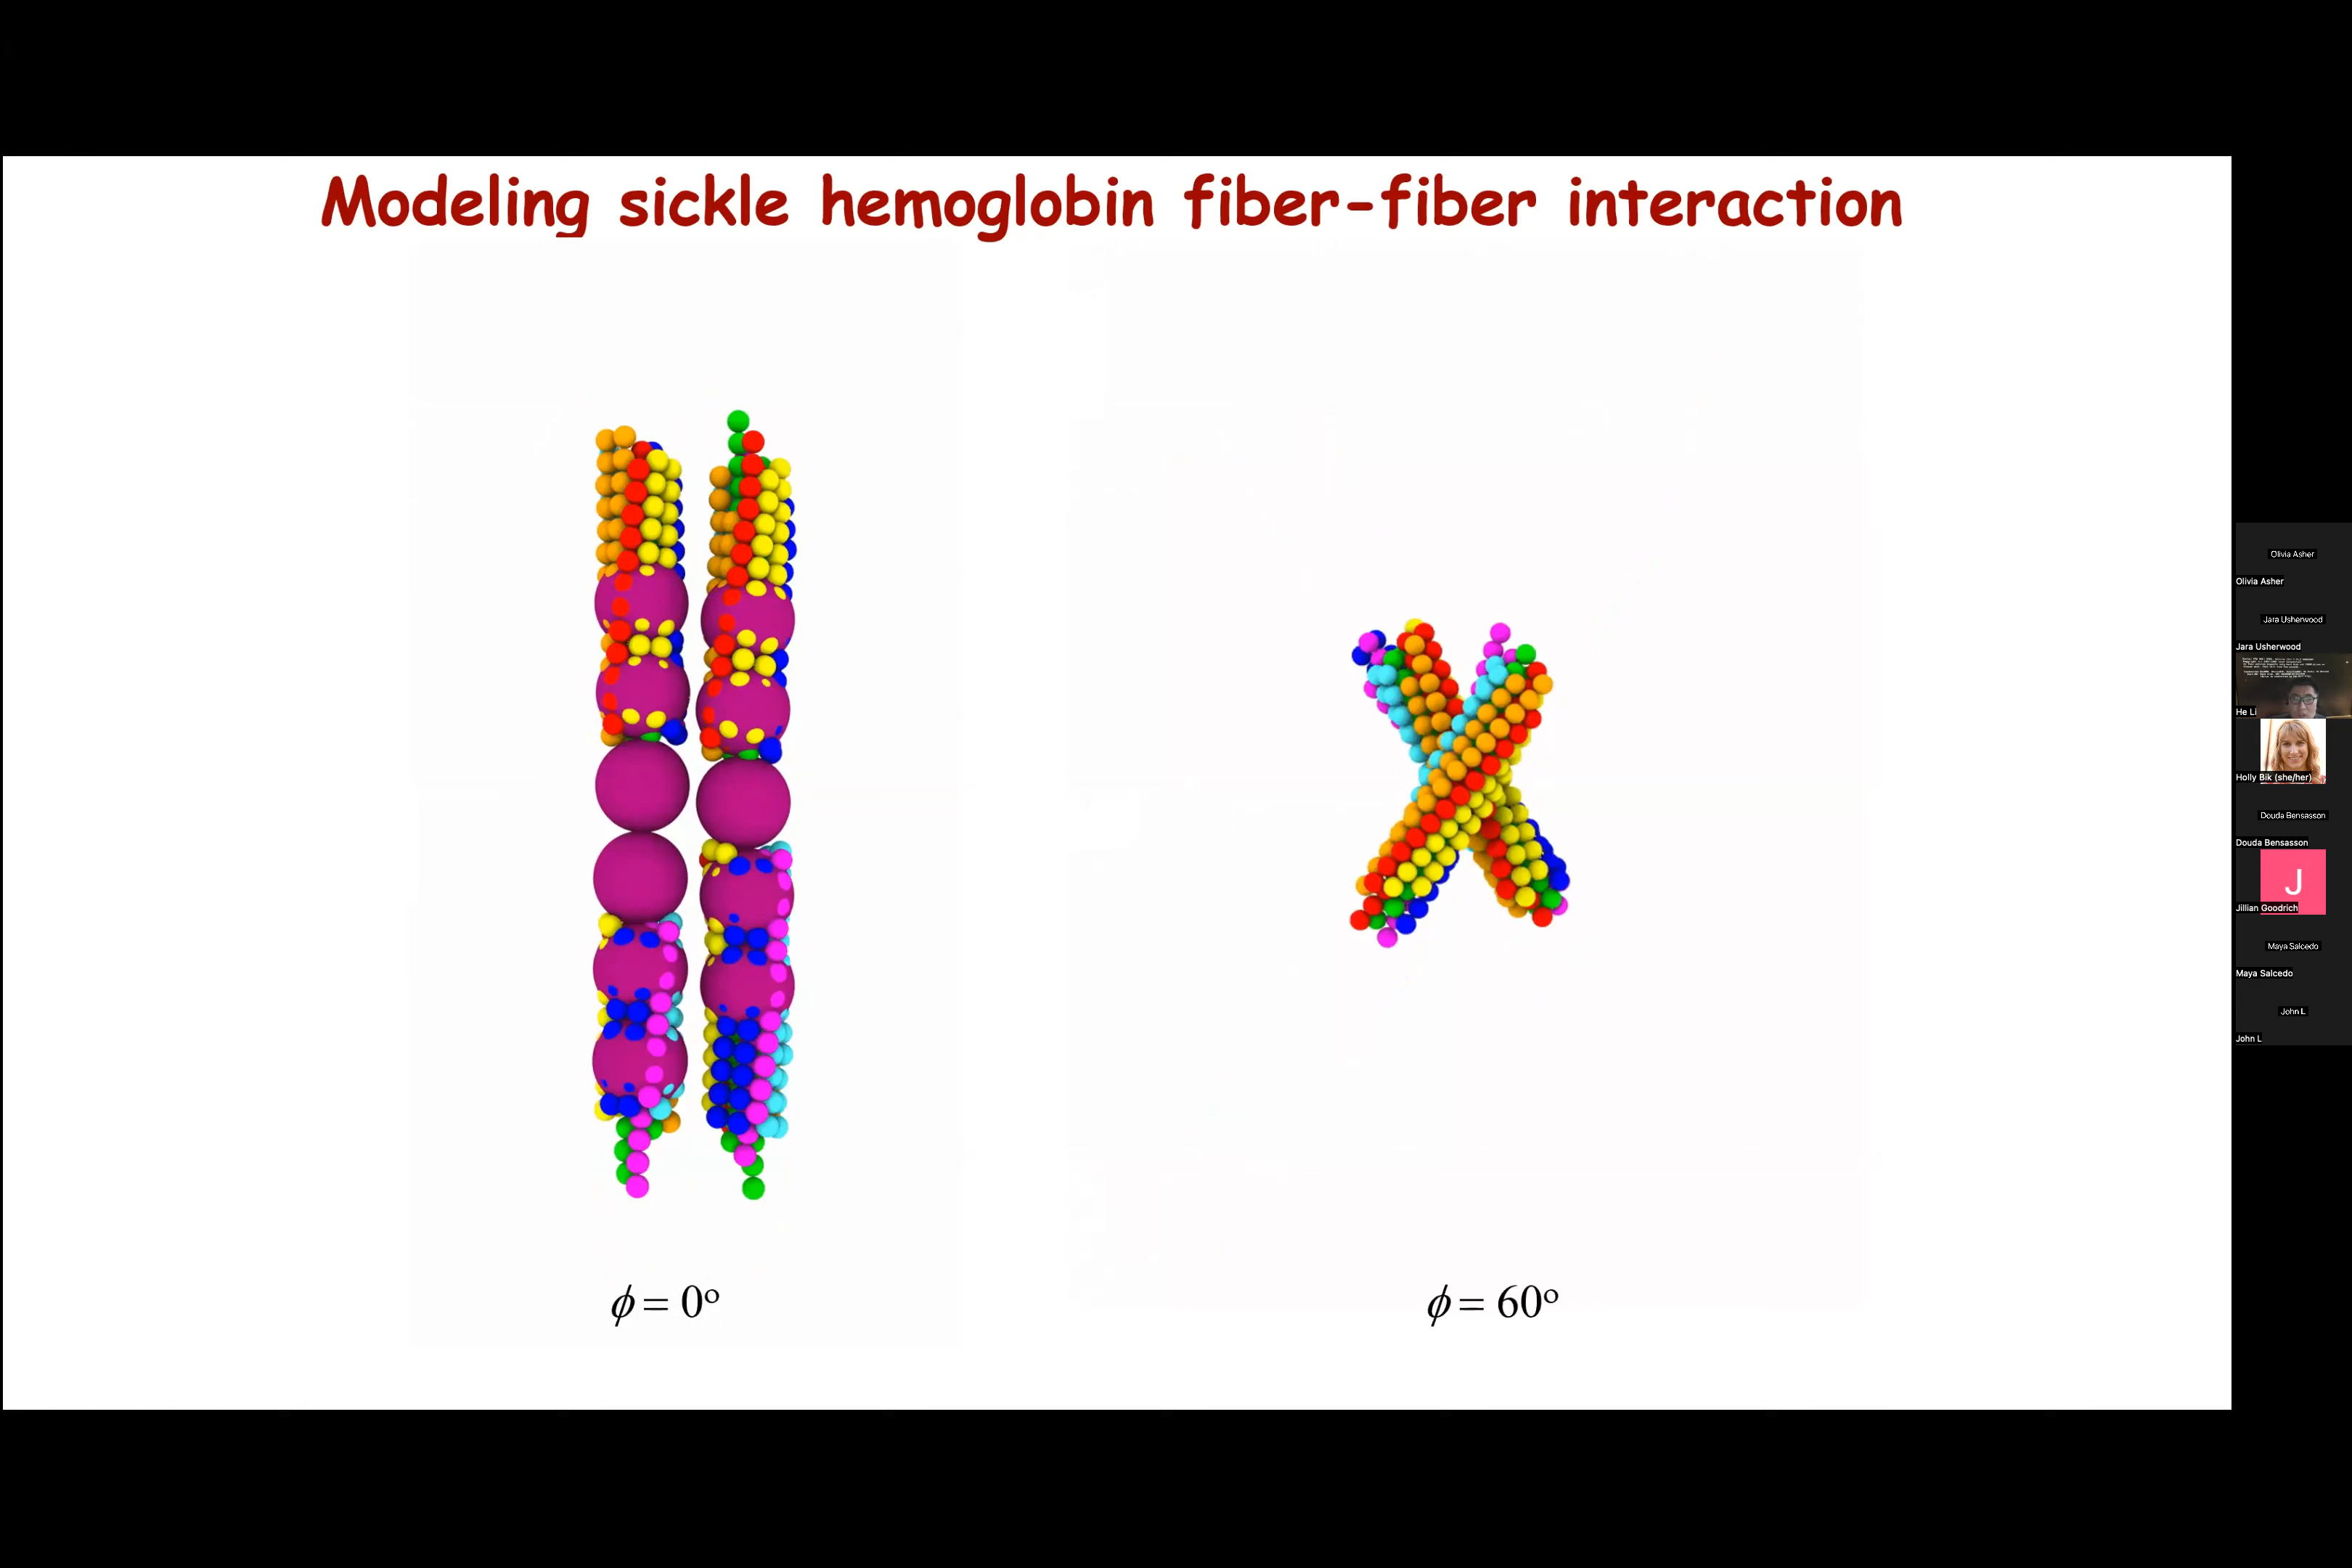 Modeling sickle hemoglobin fiber-fiber interaction
ϕ = 0°
ϕ = 60°
Olivia Asher
Olivia Asher
Jara Usherwood
Jara Usherwood
He Li
Holly Bik (she/her)
Douda Bensasson
Douda Bensasson
J
Jillian Goodrich
Maya Salcedo
Maya Salcedo
John L
John L